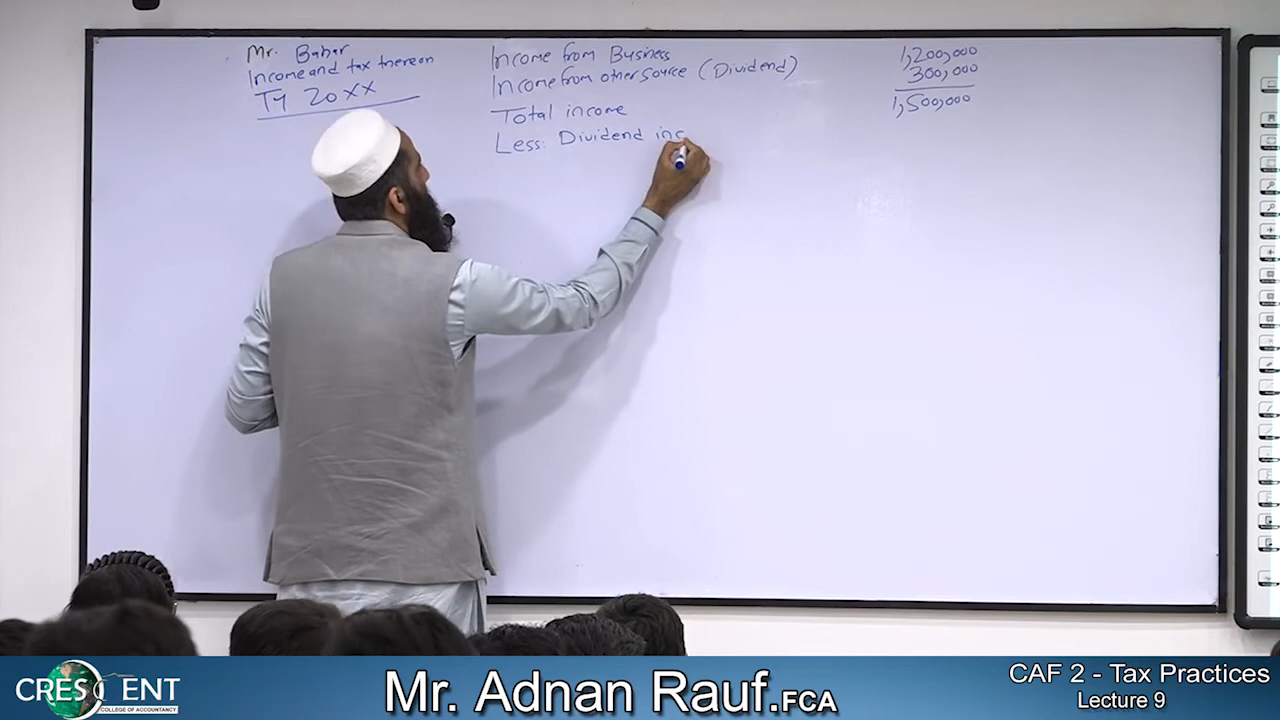 Mr. Babar
Income and tax thereon
TY 20XX
Income from Business 1,200,000
Income from other source (Dividend) 300,000
Total income 1,500,000
Less: Dividend inc
CRESCENT
COLLEGE OF ACCOUNTANCY
Mr. Adnan Rauf.FCA
CAF 2 - Tax Practices
Lecture 9